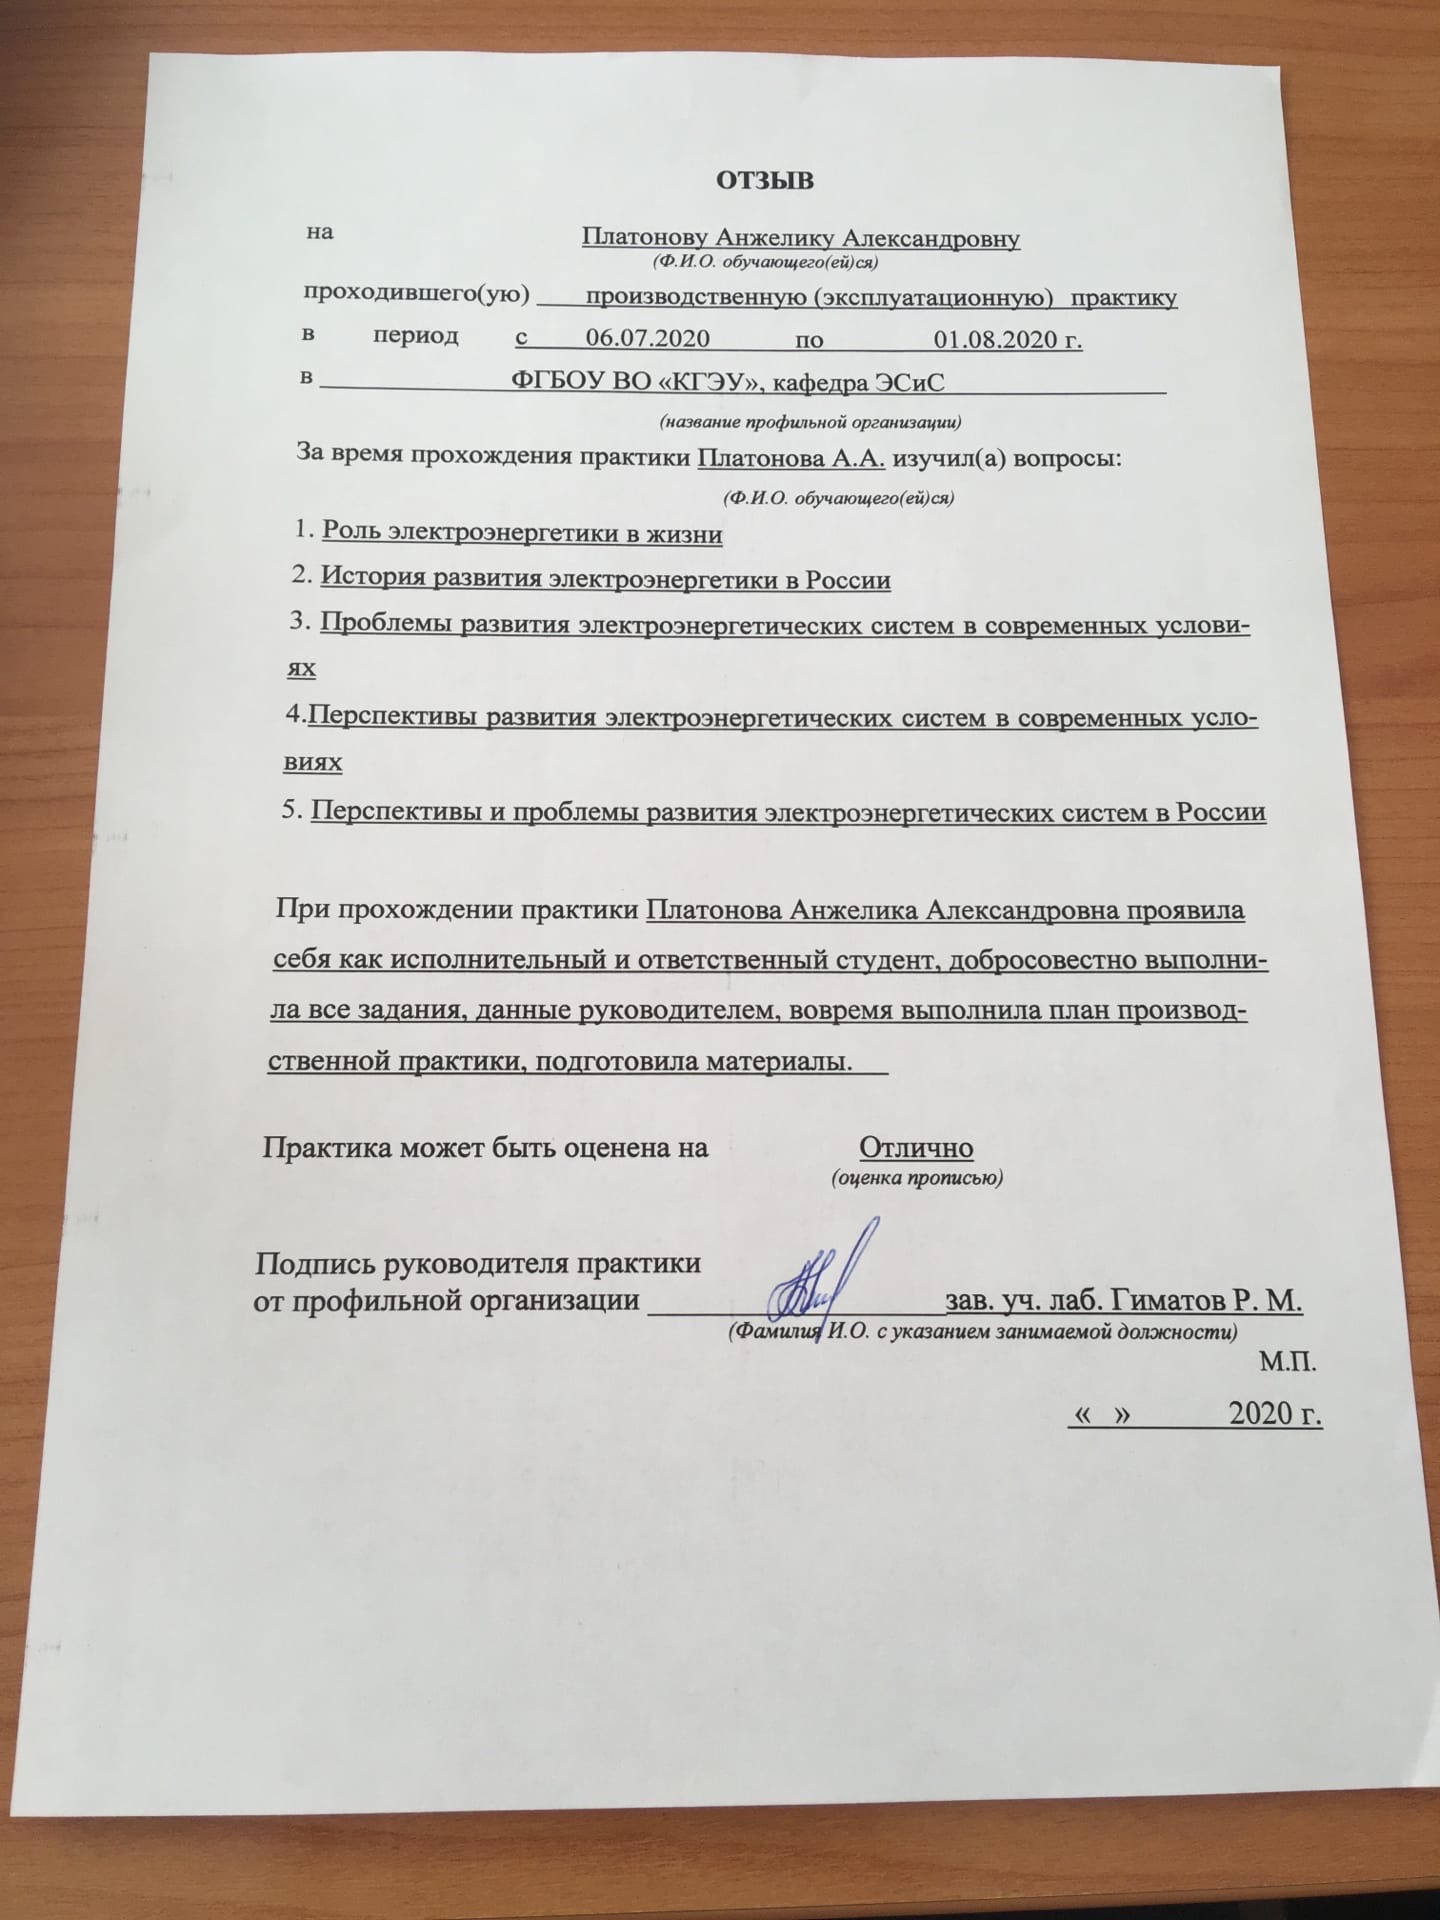 ОТЗЫВ
на Платонову Анжелику Александровну
(Ф.И.О. обучающего(ей)ся)
проходившего(ую) производственную (эксплуатационную) практику
в период с 06.07.2020 по 01.08.2020 г.
в ФГБОУ ВО «КГЭУ», кафедра ЭСиС
(название профильной организации)
За время прохождения практики Платонова А.А. изучил(а) вопросы:
(Ф.И.О. обучающего(ей)ся)
1. Роль электроэнергетики в жизни
2. История развития электроэнергетики в России
3. Проблемы развития электроэнергетических систем в современных услови-
ях
4.Перспективы развития электроэнергетических систем в современных усло-
виях
5. Перспективы и проблемы развития электроэнергетических систем в России
При прохождении практики Платонова Анжелика Александровна проявила
себя как исполнительный и ответственный студент, добросовестно выполни-
ла все задания, данные руководителем, вовремя выполнила план производ-
ственной практики, подготовила материалы.
Практика может быть оценена на Отлично
(оценка прописью)
Подпись руководителя практики
от профильной организации зав. уч. лаб. Гиматов Р. М.
(Фамилия И.О. с указанием занимаемой должности)
М.П.
« » 2020 г.